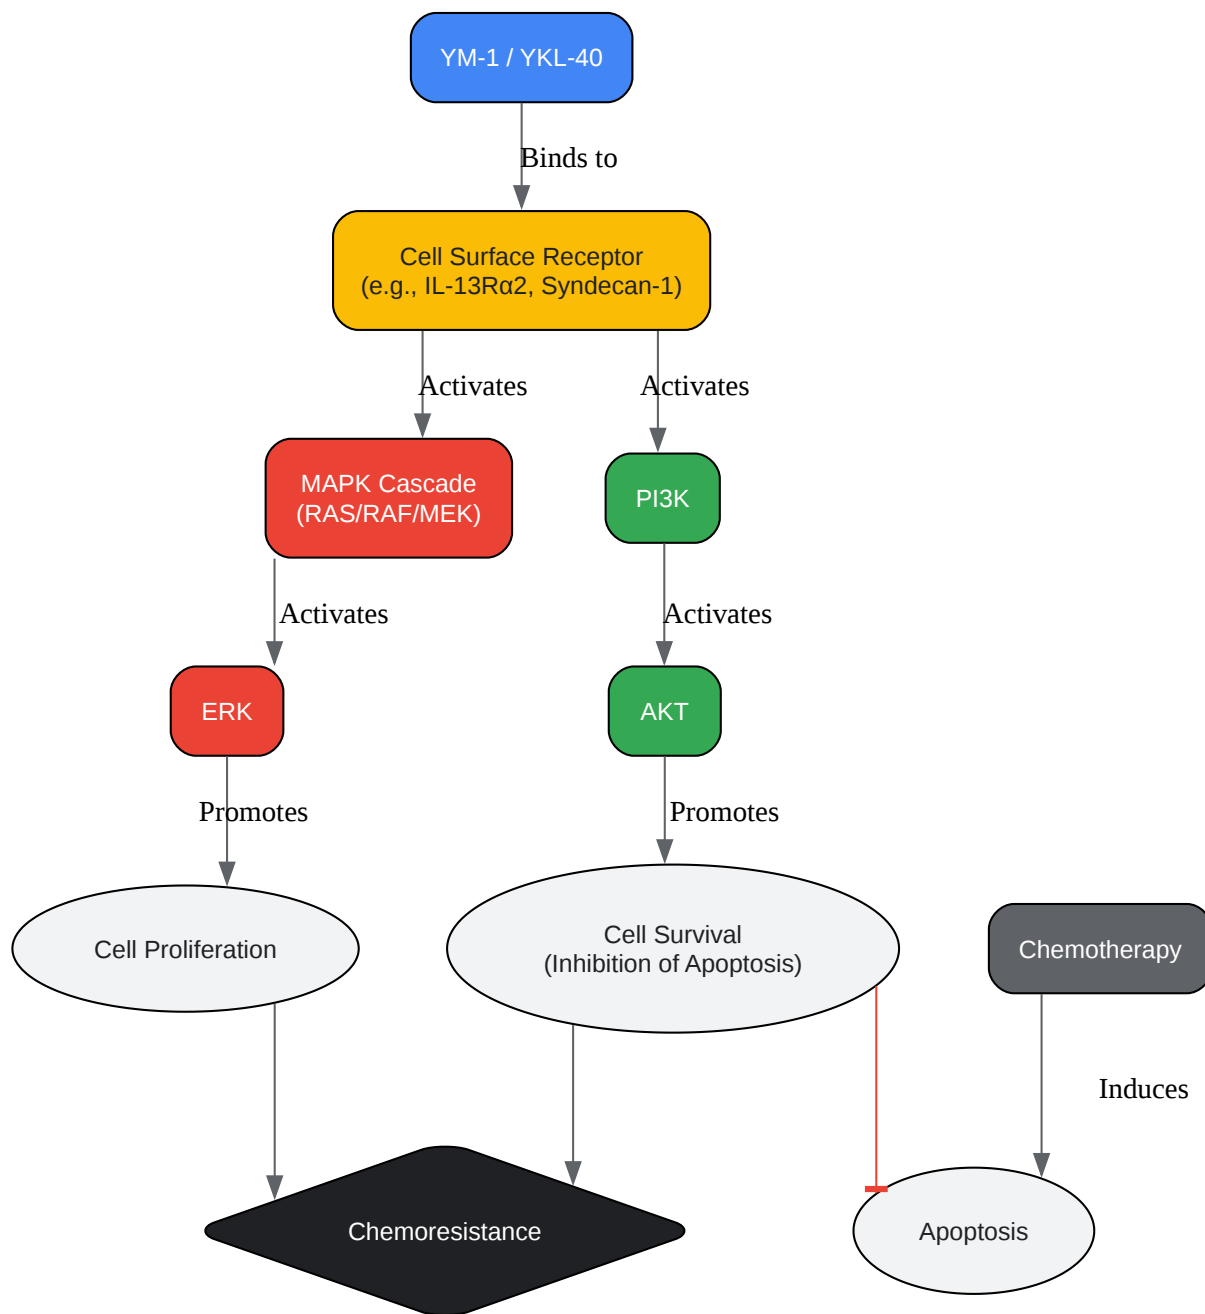 YM-1 / YKL-40
Binds to
Cell Surface Receptor
(e.g., IL-13Rα2, Syndecan-1)
Activates
Activates
MAPK Cascade
(RAS/RAF/MEK)
PI3K
Activates
Activates
ERK
AKT
Promotes
Promotes
Cell Proliferation
Cell Survival
(Inhibition of Apoptosis)
Chemotherapy
Induces
Chemoresistance
Apoptosis